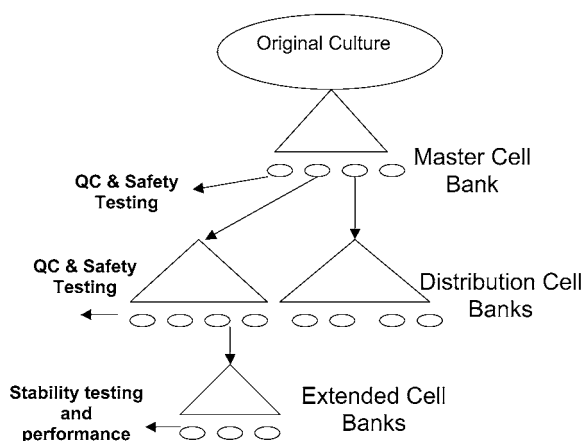 Original Culture
Master Cell
Bank
QC & Safety
Testing
QC & Safety
Testing
Distribution Cell
Banks
Stability testing
and
performance
Extended Cell
Banks